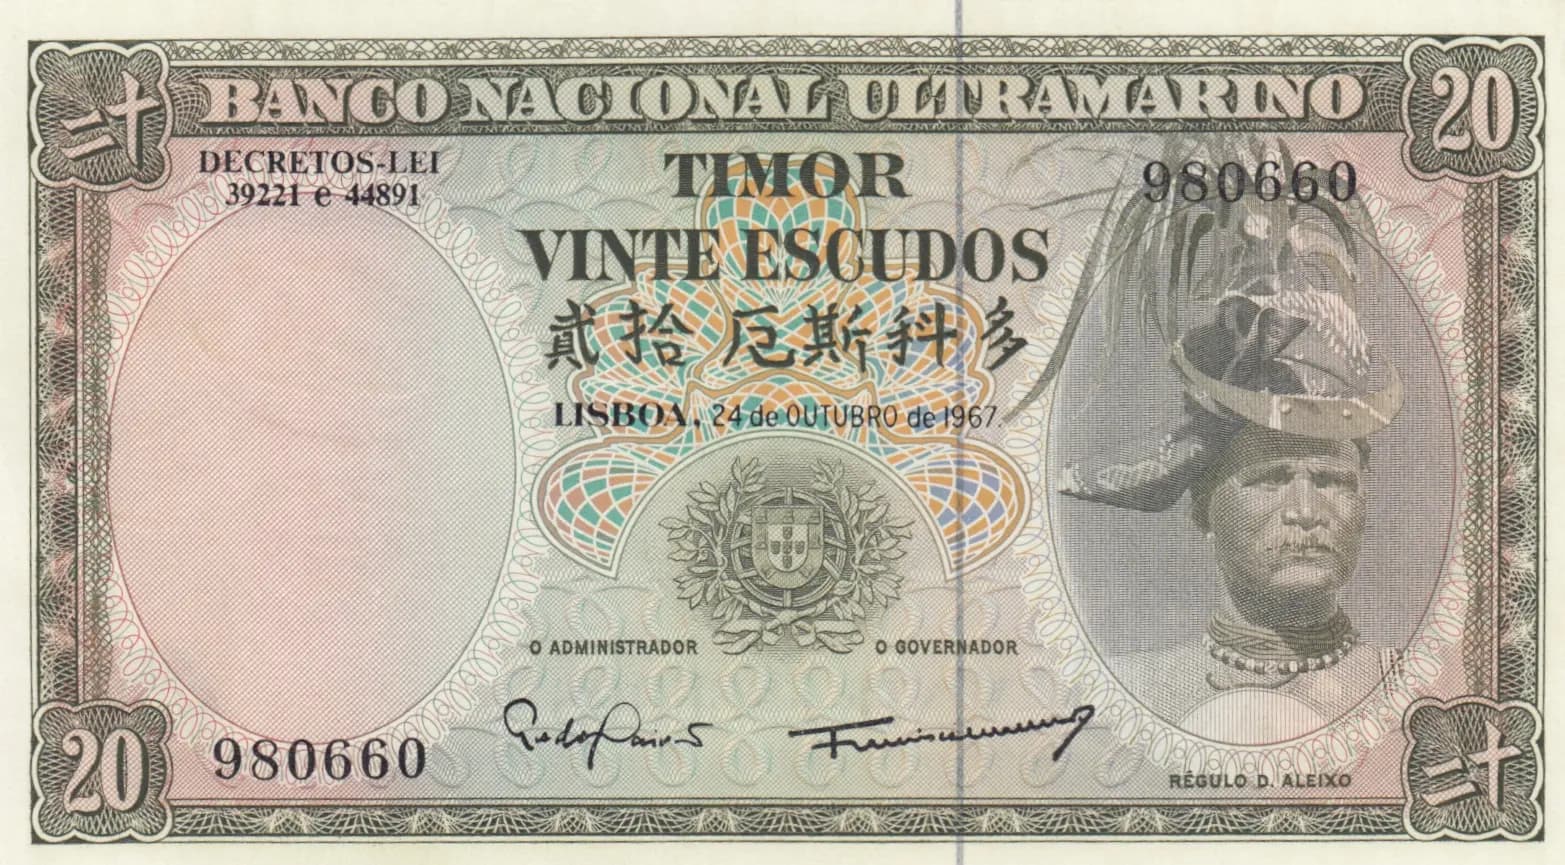 二十
BANCO NACIONAL ULTRAMARINO
20
DECRETOS-LEI
39221 e 44891
TIMOR
980660
VINTE ESCUDOS
貳拾厄斯科多
LISBOA, 24 de OUTUBRO de 1967.
O ADMINISTRADOR
O GOVERNADOR
20
980660
RÉGULO D. ALEIXO
二十